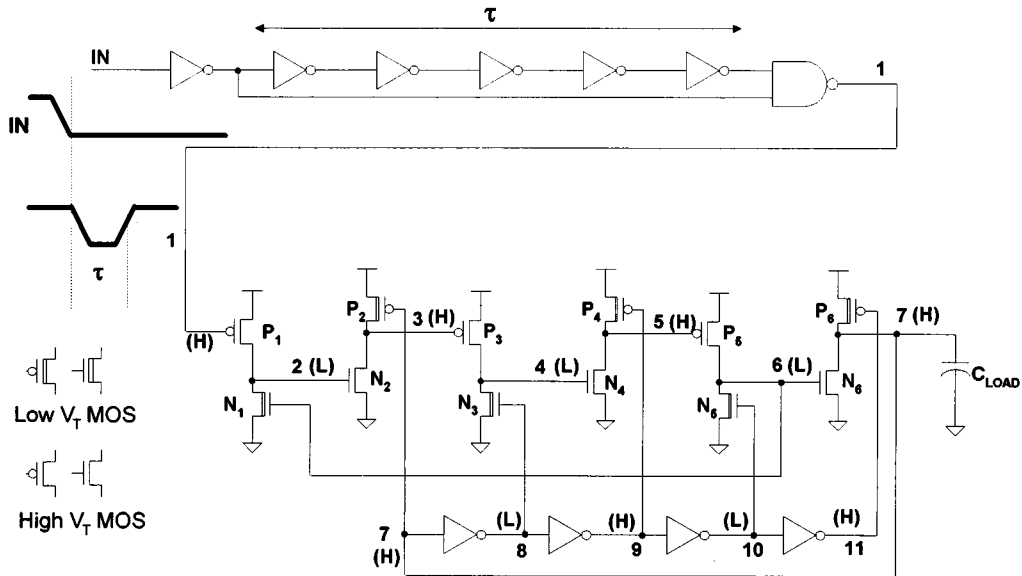 τ
IN
1
IN
1
τ
(H)
P1
2 (L)
N1
P2
3 (H)
N2
P3
4 (L)
N3
P4
5 (H)
N4
P5
6 (L)
N5
P6
7 (H)
N6
CLOAD
Low VT MOS
High VT MOS
7
(H)
(L)
8
(H)
9
(L)
10
(H)
11